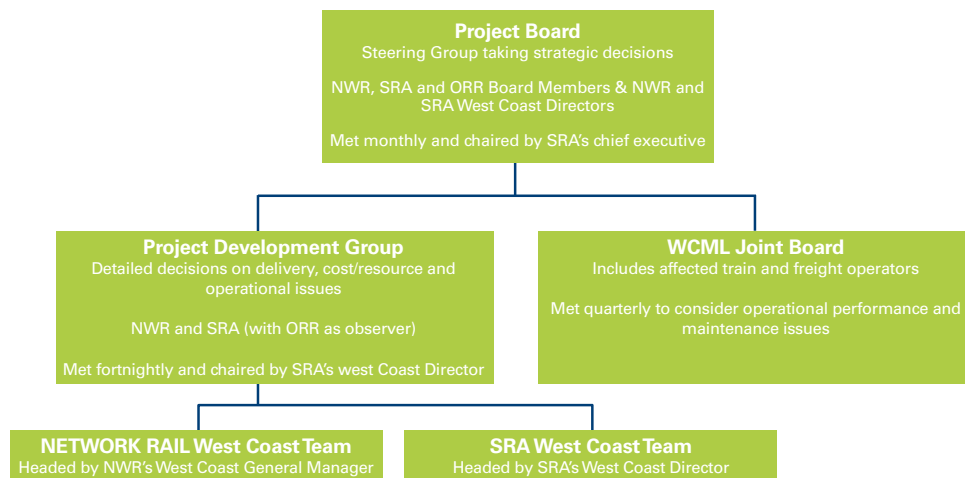 Project Board
Steering Group taking strategic decisions
NWR, SRA and ORR Board Members & NWR and
SRA West Coast Directors
Met monthly and chaired by SRA's chief executive
Project Development Group
Detailed decisions on delivery, cost/resource and
operational issues
NWR and SRA (with ORR as observer)
Met fortnightly and chaired by SRA's west Coast Director
WCML Joint Board
Includes affected train and freight operators
Met quarterly to consider operational performance and
maintenance issues
NETWORK RAIL West Coast Team
Headed by NWR's West Coast General Manager
SRA West Coast Team
Headed by SRA's West Coast Director